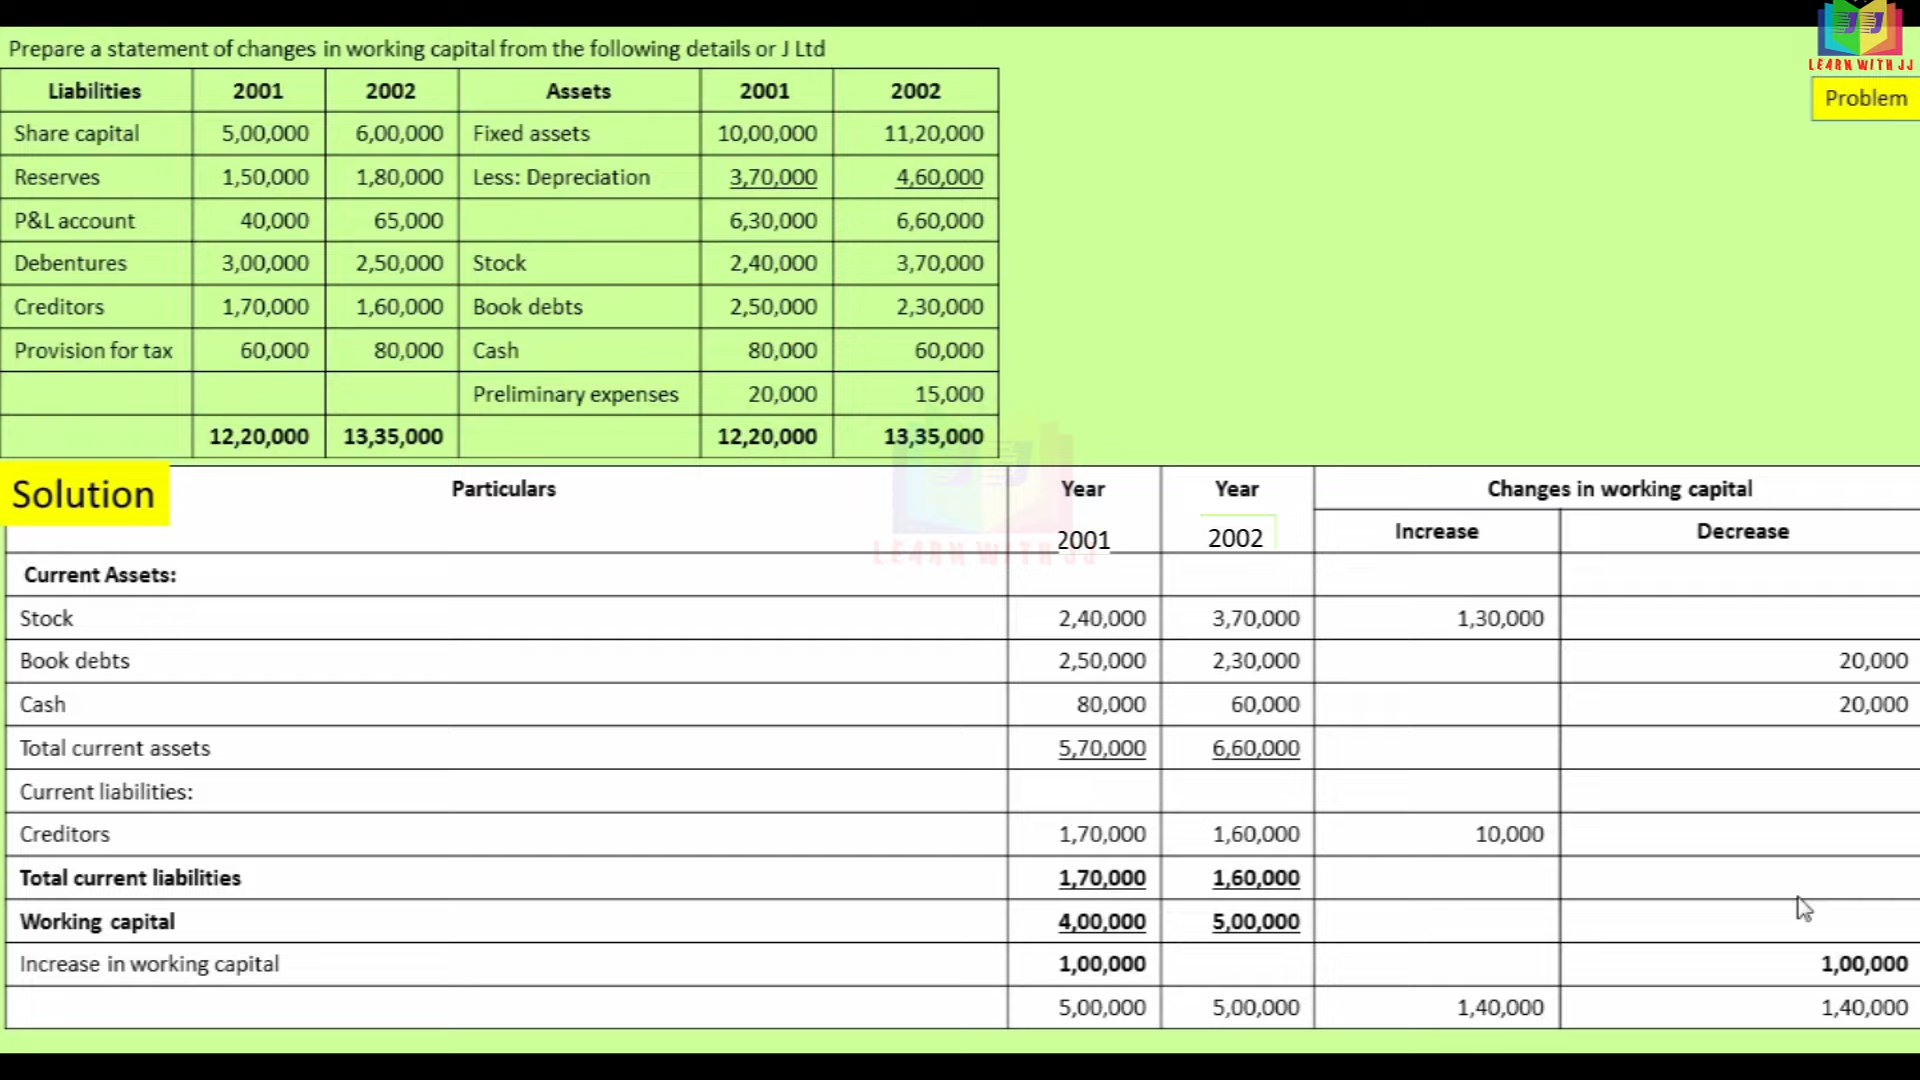 LEARN WITH JJ
Problem
Prepare a statement of changes in working capital from the following details or J Ltd
Liabilities 2001 2002 Assets 2001 2002
Share capital 5,00,000 6,00,000 Fixed assets 10,00,000 11,20,000
Reserves 1,50,000 1,80,000 Less: Depreciation 3,70,000 4,60,000
P&L account 40,000 65,000 6,30,000 6,60,000
Debentures 3,00,000 2,50,000 Stock 2,40,000 3,70,000
Creditors 1,70,000 1,60,000 Book debts 2,50,000 2,30,000
Provision for tax 60,000 80,000 Cash 80,000 60,000
Preliminary expenses 20,000 15,000
12,20,000 13,35,000 12,20,000 13,35,000
Solution
Particulars Year Year Changes in working capital
2001 2002 Increase Decrease
LEARN WITH JJ
Current Assets:
Stock 2,40,000 3,70,000 1,30,000
Book debts 2,50,000 2,30,000 20,000
Cash 80,000 60,000 20,000
Total current assets 5,70,000 6,60,000
Current liabilities:
Creditors 1,70,000 1,60,000 10,000
Total current liabilities 1,70,000 1,60,000
Working capital 4,00,000 5,00,000
Increase in working capital 1,00,000 1,00,000
5,00,000 5,00,000 1,40,000 1,40,000